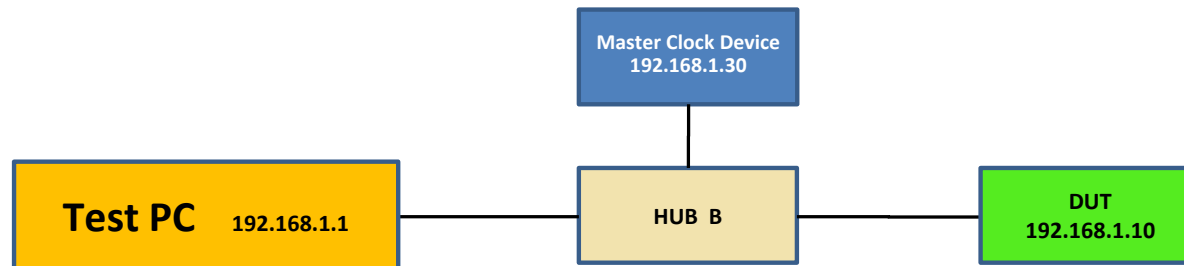 Master Clock Device
192.168.1.30
Test PC 192.168.1.1
HUB B
DUT
192.168.1.10